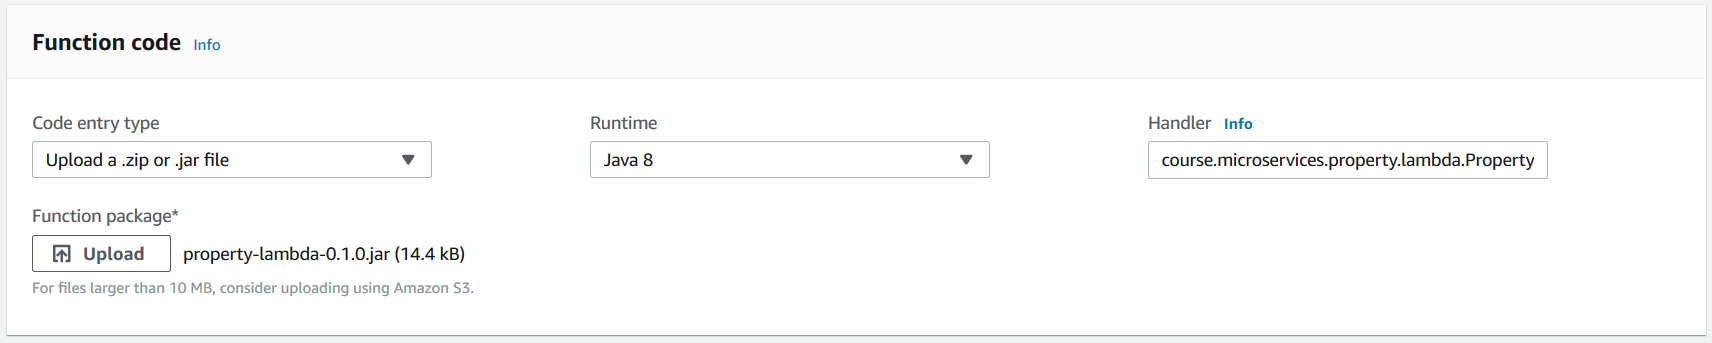 Function code Info
Code entry type
Upload a .zip or .jar file
Runtime
Java 8
Handler Info
course.microservices.property.lambda.Property
Function package*
Upload property-lambda-0.1.0.jar (14.4 kB)
For files larger than 10 MB, consider uploading using Amazon S3.